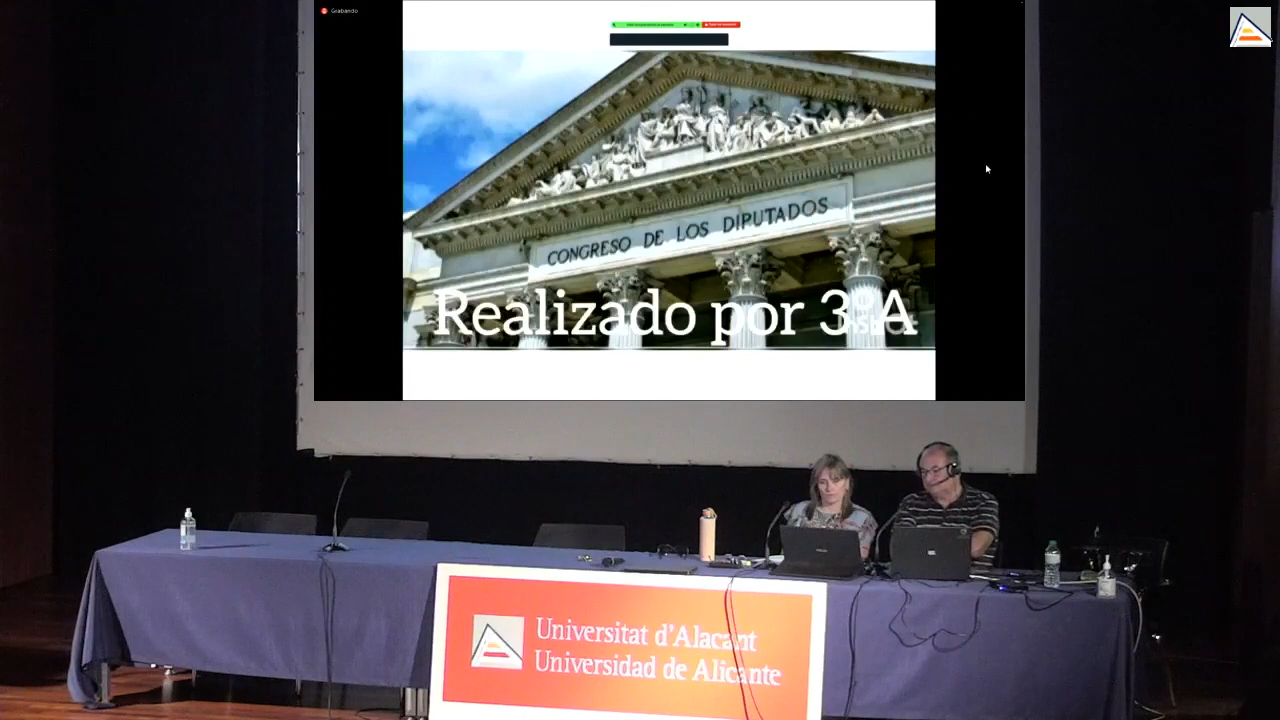 Grabando
CONGRESO DE LOS DIPUTADOS
Realizado por 3ºA
Universitat d'Alacant
Universidad de Alicante